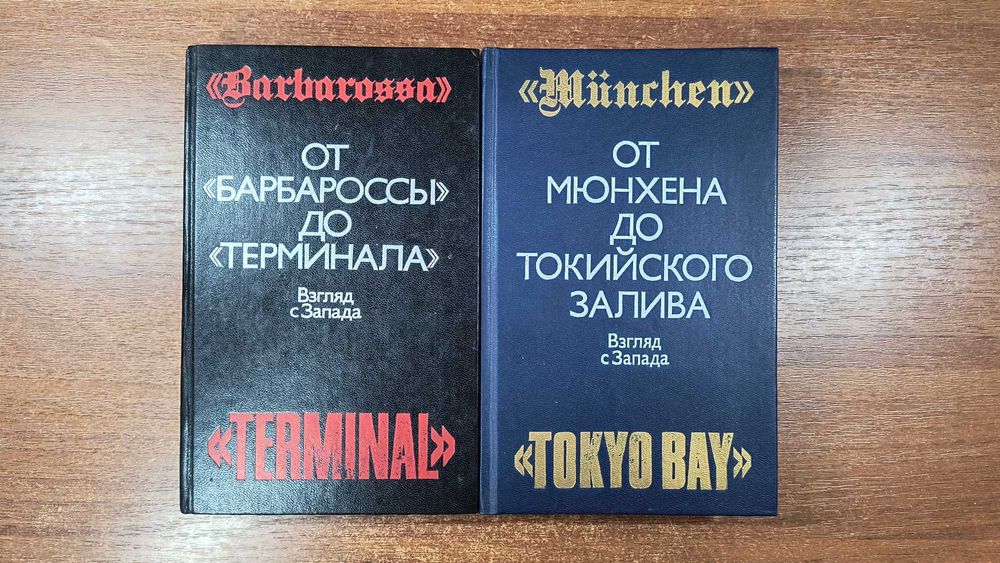 «Barbarossa»
ОТ
«БАРБАРОССЫ»
ДО
«ТЕРМИНАЛА»
Взгляд
с Запада
«TERMINAL»
«München»
ОТ
МЮНХЕНА
ДО
ТОКИЙСКОГО
ЗАЛИВА
Взгляд
с Запада
«TOKYO BAY»